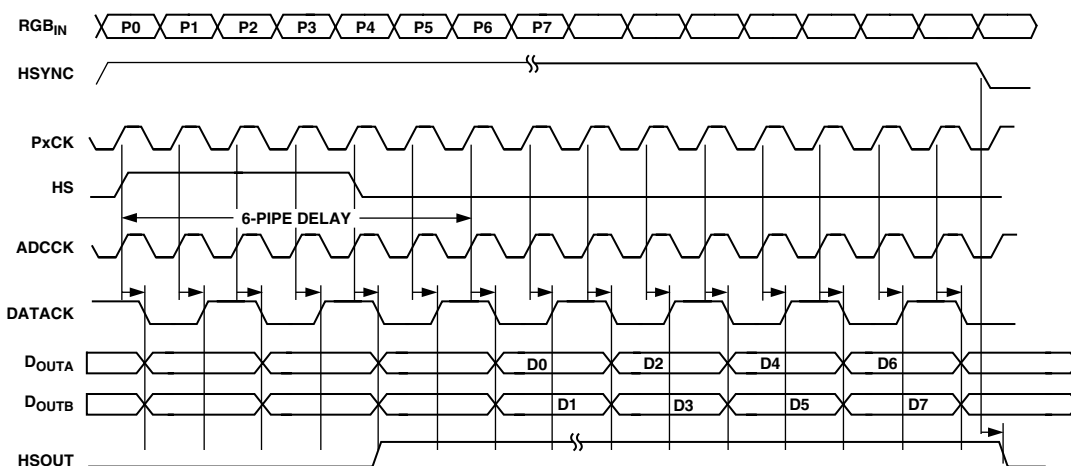 RGBIN P0 P1 P2 P3 P4 P5 P6 P7
HSYNC
PxCK
HS
6-PIPE DELAY
ADCCK
DATACK
DOUTA D0 D2 D4 D6
DOUTB D1 D3 D5 D7
HSOUT